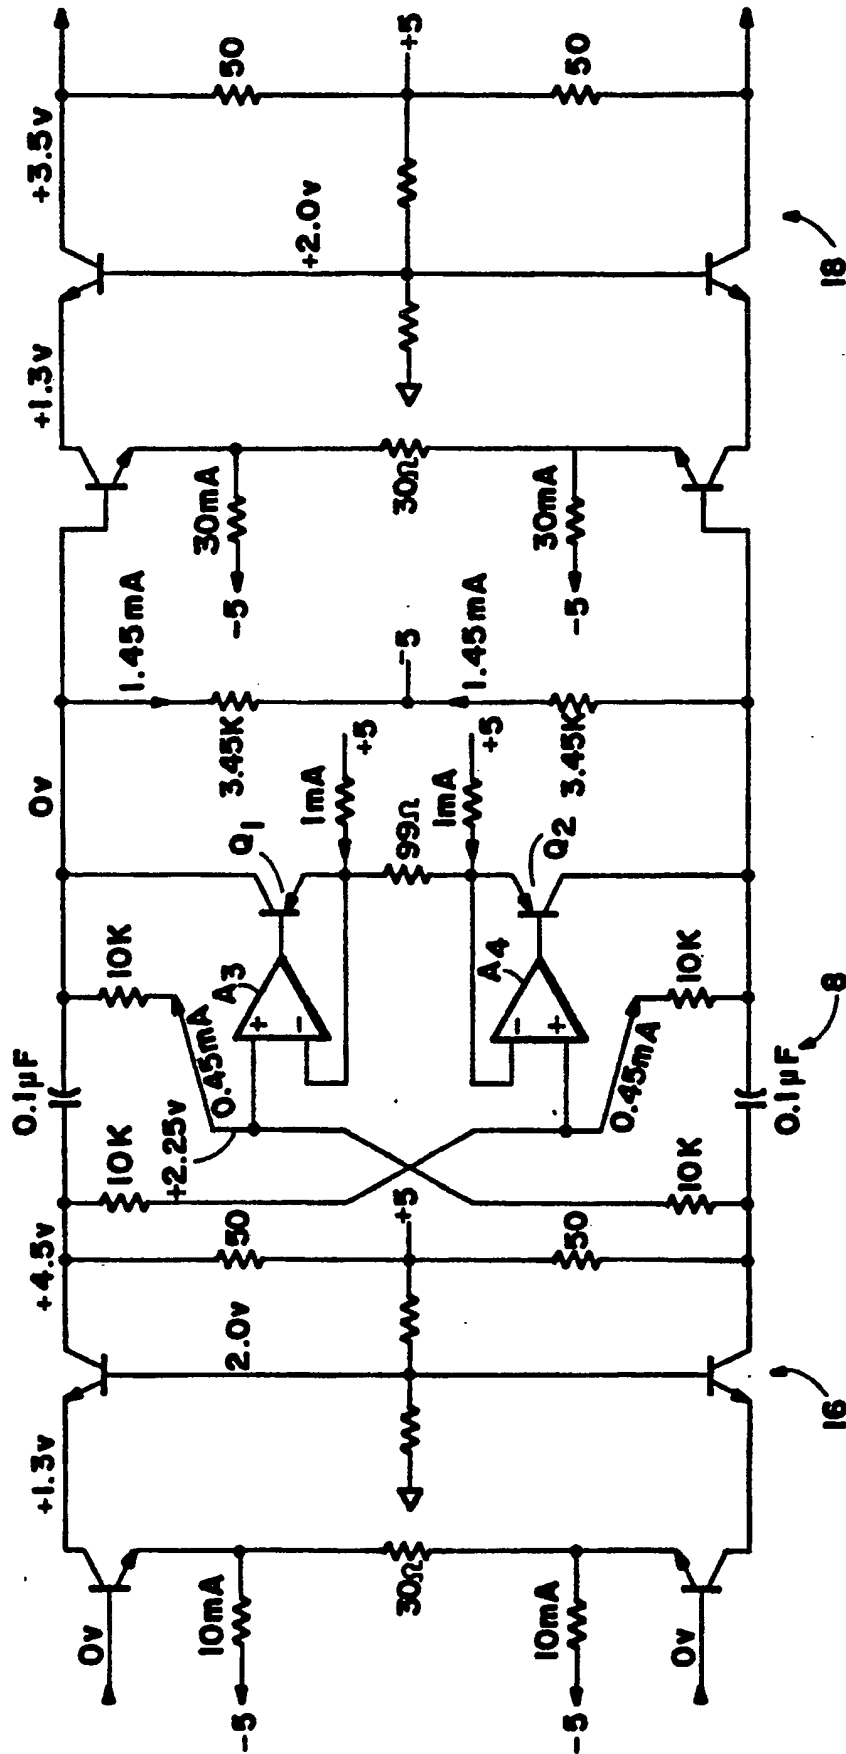 +1.3v +4.5v 0.1μF 0v +1.3v +3.5v
0v 10K 10K 1.45mA
+2.25v
10mA 0.45mA A3 Q1 30mA
-5 2.0v 50 + 3.45K -5 50
- 1mA +2.0v
+5
30Ω +5 99Ω -5 30Ω +5
1mA 1.45mA
A4 +5
-
10mA + Q2 30mA
-5 50 3.45K -5 50
0.45mA
0v 10K 10K
0.1μF
16 8 18